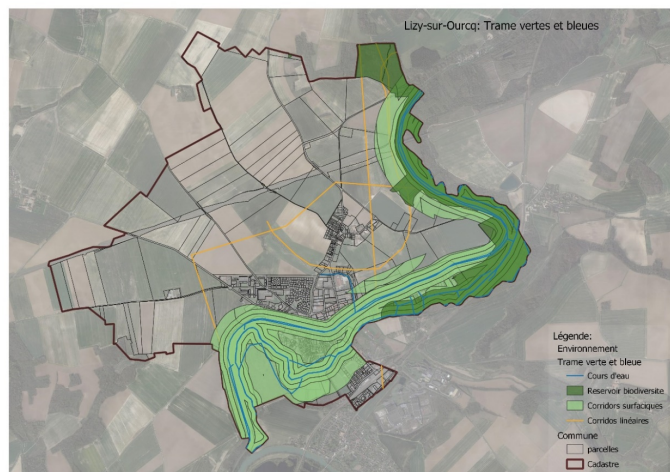 Lizy-sur-Ourcq: Trame vertes et bleues
Légende:
Environnement
Trame verte et bleue
Cours d'eau
Reservoir biodiversite
Corridors surfaciques
Corridos linéaires
Commune
parcelles
Cadastre